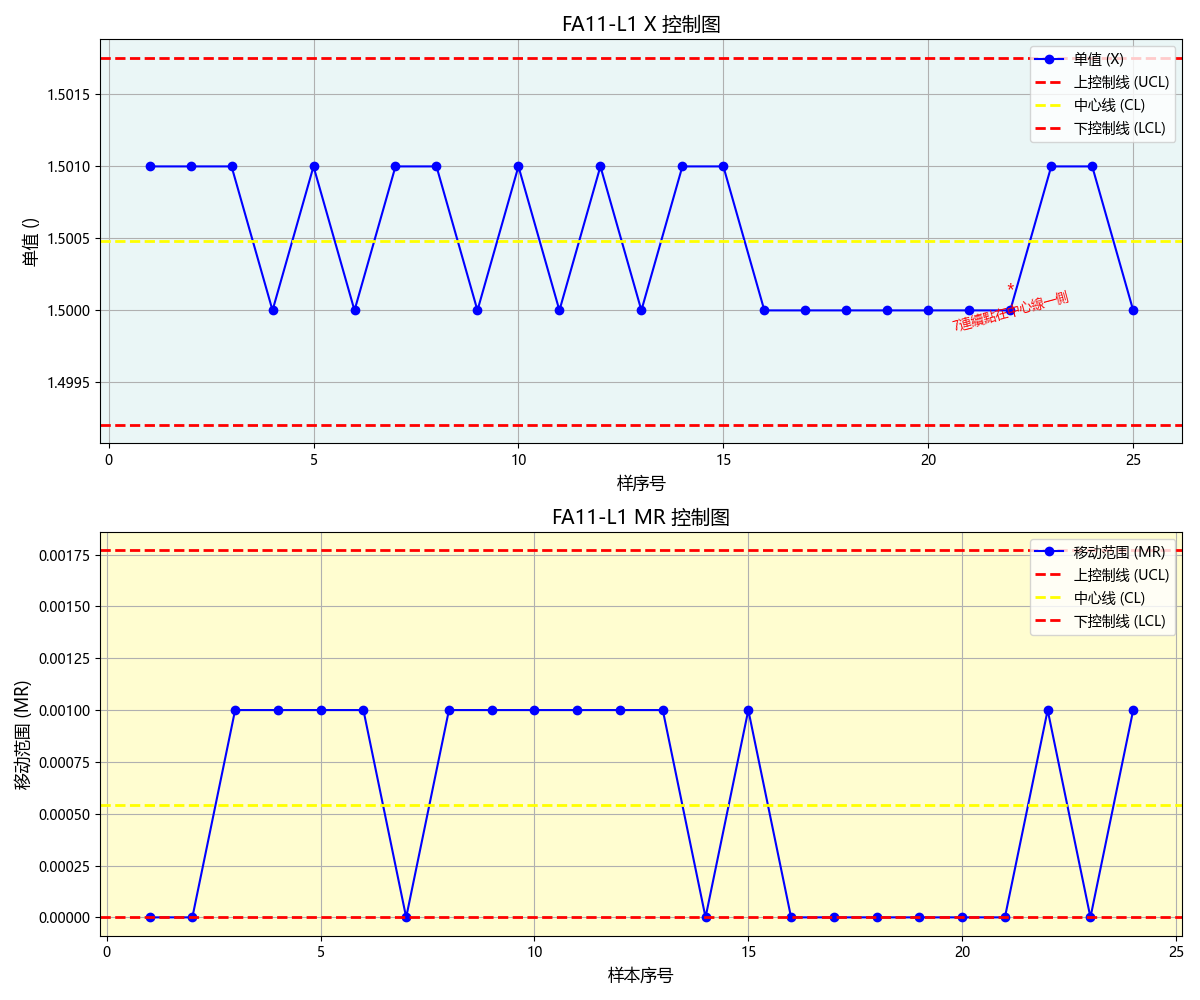 FA11-L1 X 控制图
单值 (X)
上控制线 (UCL)
中心线 (CL)
下控制线 (LCL)
1.5015
1.5010
1.5005
1.5000
1.4995
单值 ()
*
7連續點在中心線一側
0 5 10 15 20 25
样序号
FA11-L1 MR 控制图
移动范围 (MR)
上控制线 (UCL)
中心线 (CL)
下控制线 (LCL)
0.00175
0.00150
0.00125
0.00100
0.00075
0.00050
0.00025
0.00000
移动范围 (MR)
0 5 10 15 20 25
样本序号